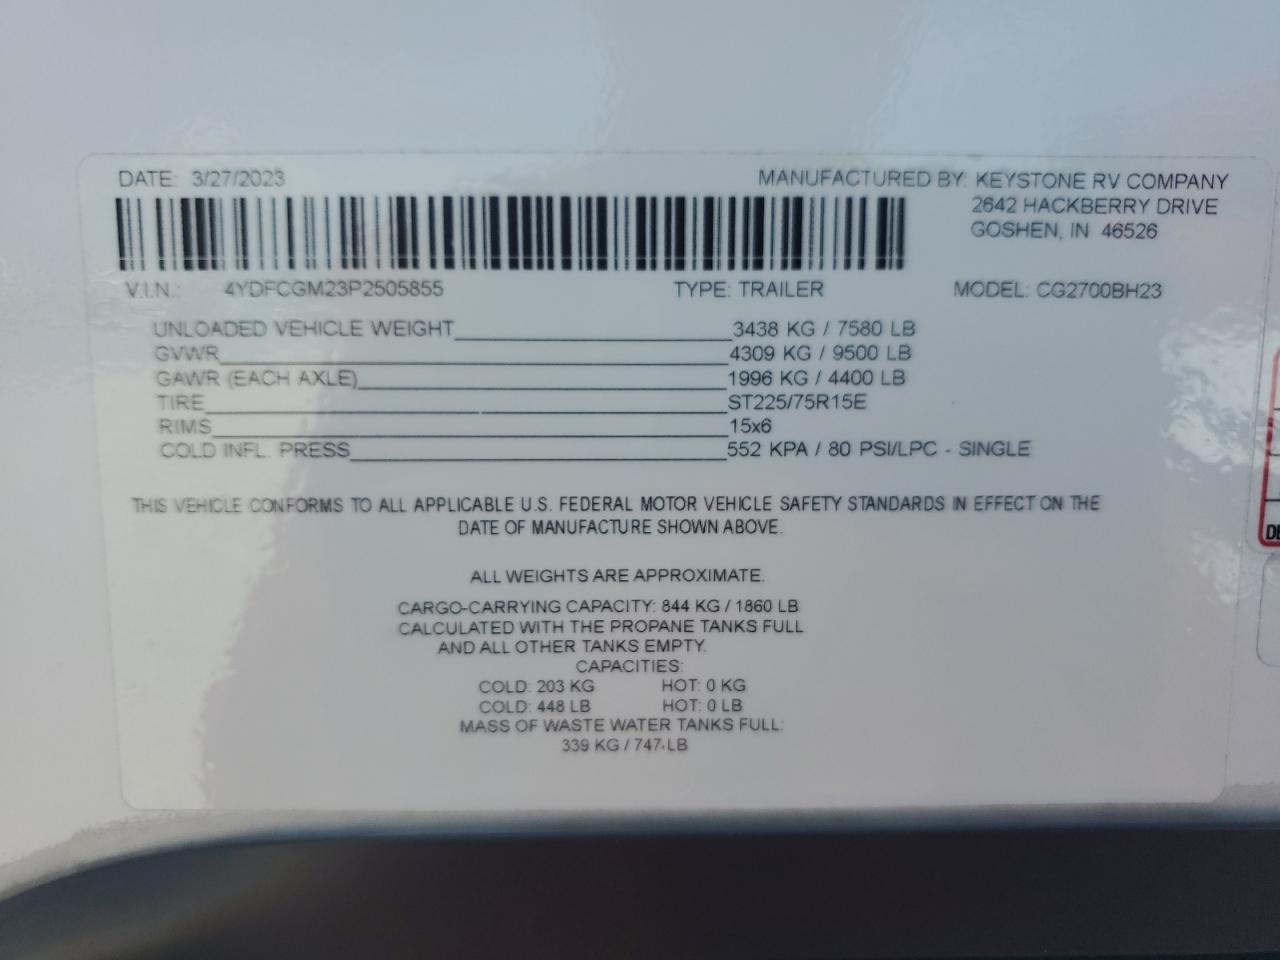 DATE: 3/27/2023
MANUFACTURED BY: KEYSTONE RV COMPANY
2642 HACKBERRY DRIVE
GOSHEN, IN 46526
V.I.N.: 4YDFCGM23P2505855 TYPE: TRAILER MODEL: CG2700BH23
UNLOADED VEHICLE WEIGHT 3438 KG / 7580 LB
GVWR 4309 KG / 9500 LB
GAWR (EACH AXLE) 1996 KG / 4400 LB
TIRE ST225/75R15E
RIMS 15x6
COLD INFL. PRESS 552 KPA / 80 PSI/LPC - SINGLE
THIS VEHICLE CONFORMS TO ALL APPLICABLE U.S. FEDERAL MOTOR VEHICLE SAFETY STANDARDS IN EFFECT ON THE
DATE OF MANUFACTURE SHOWN ABOVE.
ALL WEIGHTS ARE APPROXIMATE.
CARGO-CARRYING CAPACITY: 844 KG / 1860 LB
CALCULATED WITH THE PROPANE TANKS FULL
AND ALL OTHER TANKS EMPTY.
CAPACITIES:
COLD: 203 KG HOT: 0 KG
COLD: 448 LB HOT: 0 LB
MASS OF WASTE WATER TANKS FULL:
339 KG / 747 LB